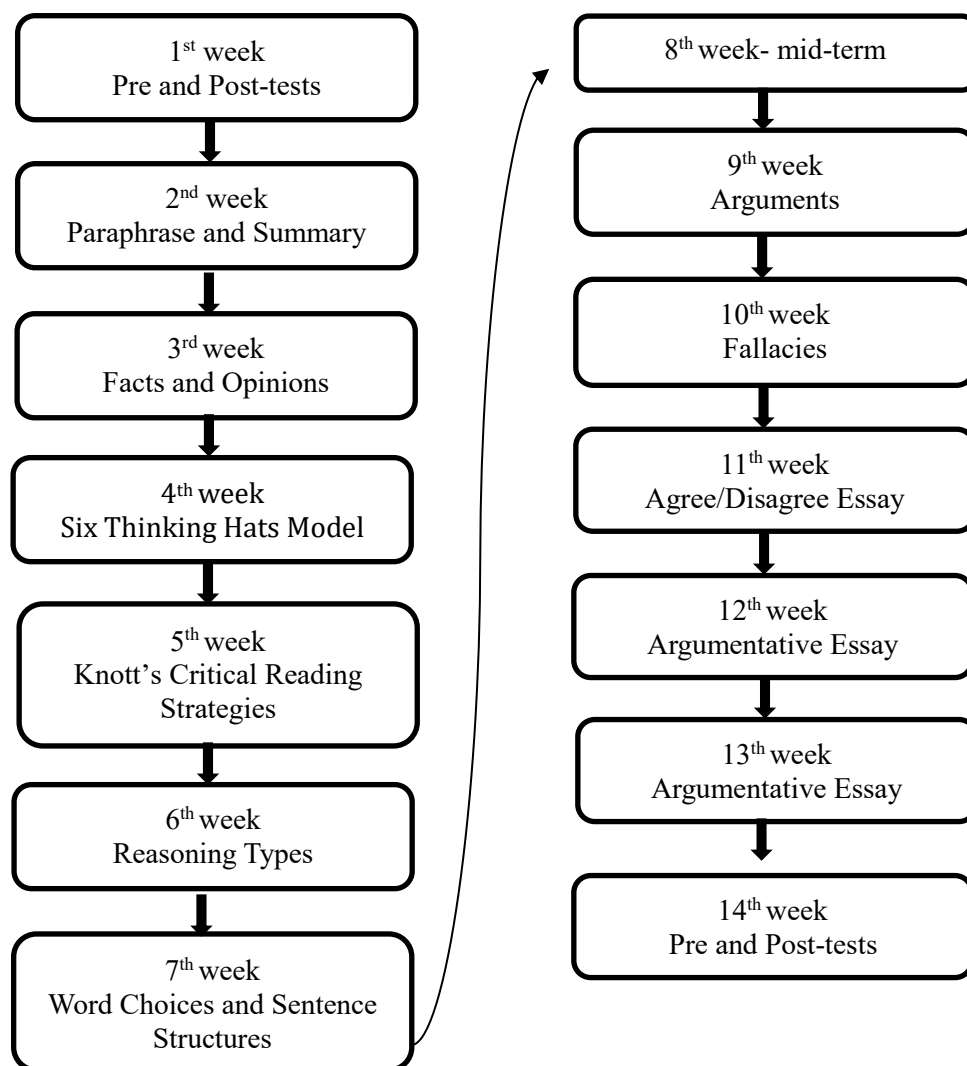 1st week
Pre and Post-tests
2nd week
Paraphrase and Summary
3rd week
Facts and Opinions
4th week
Six Thinking Hats Model
5th week
Knott’s Critical Reading
Strategies
6th week
Reasoning Types
7th week
Word Choices and Sentence
Structures
8th week- mid-term
9th week
Arguments
10th week
Fallacies
11th week
Agree/Disagree Essay
12th week
Argumentative Essay
13th week
Argumentative Essay
14th week
Pre and Post-tests